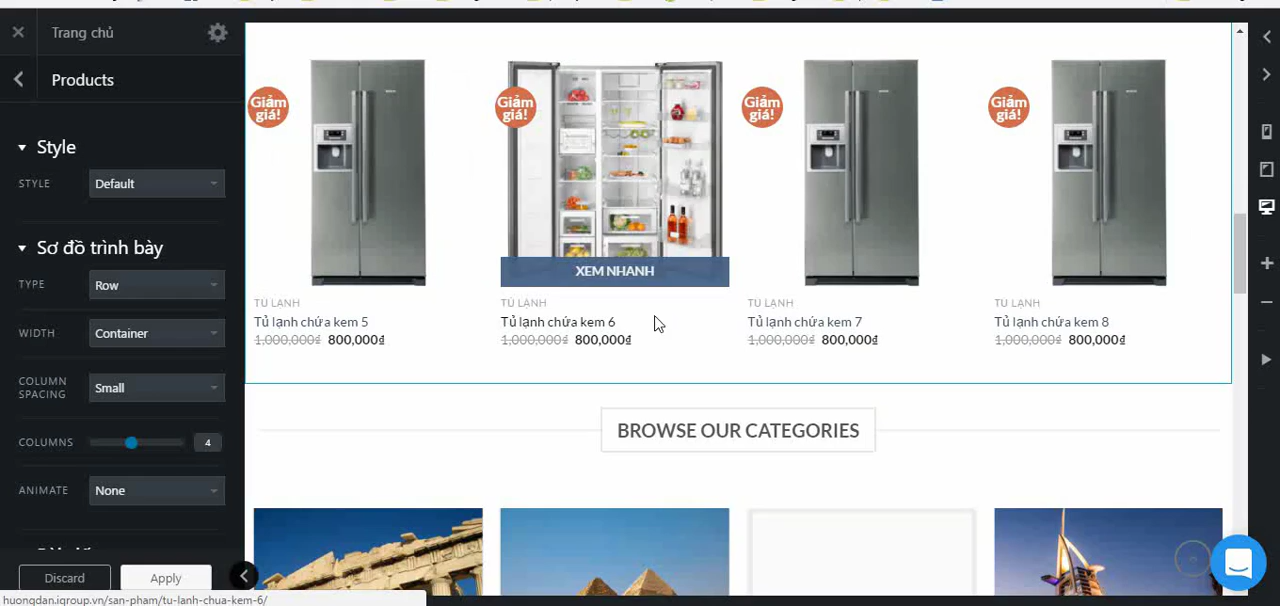 Trang chủ
Products
Style
STYLE
Default
Sơ đồ trình bày
TYPE
Row
WIDTH
Container
COLUMN
SPACING
Small
COLUMNS
4
ANIMATE
None
Discard
Apply
huongdan.iqroup.vn/san-pham/tu-lanh-chua-kem-6/
Giảm
giá!
Giảm
giá!
Giảm
giá!
Giảm
giá!
XEM NHANH
TỦ LẠNH
Tủ lạnh chứa kem 5
1,000,000₫ 800,000₫
TỦ LẠNH
Tủ lạnh chứa kem 6
1,000,000₫ 800,000₫
TỦ LẠNH
Tủ lạnh chứa kem 7
1,000,000₫ 800,000₫
TỦ LẠNH
Tủ lạnh chứa kem 8
1,000,000₫ 800,000₫
BROWSE OUR CATEGORIES